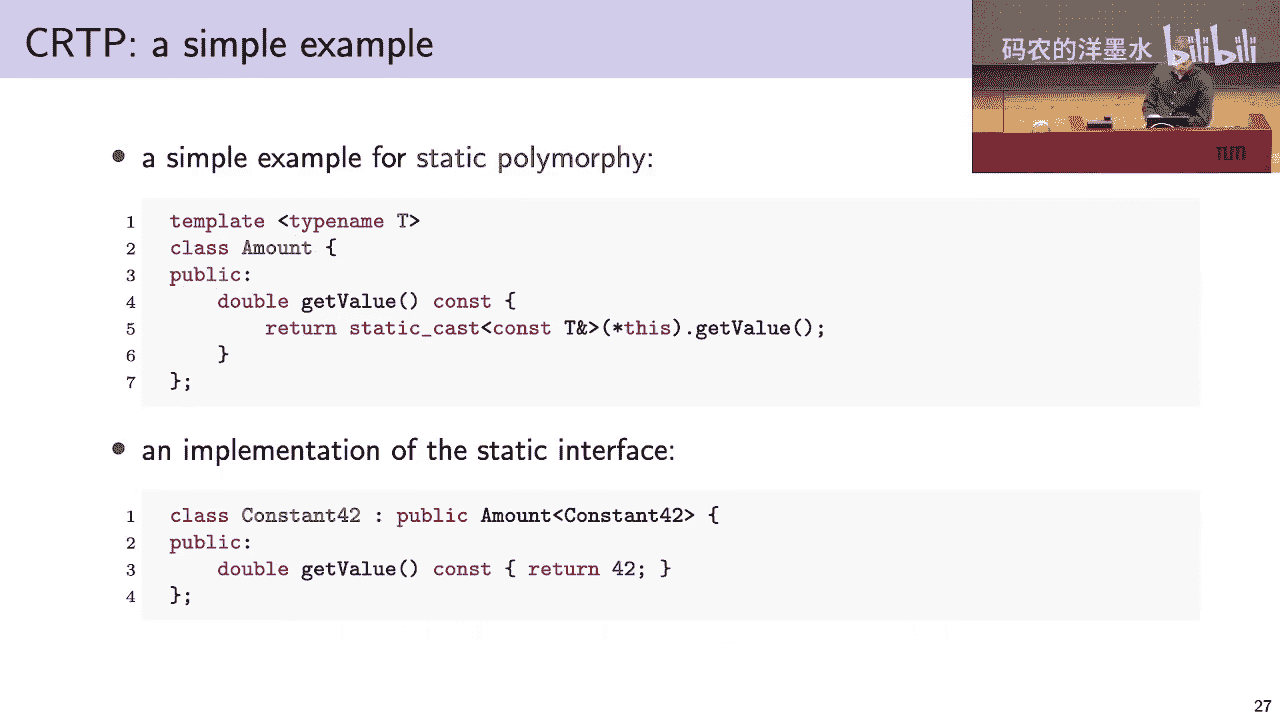 CRTP: a simple example
码农的洋墨水 bilibili
TUM
• a simple example for static polymorphy:
1 template <typename T>
2 class Amount {
3 public:
4     double getValue() const {
5         return static_cast<const T&>(*this).getValue();
6     }
7 };
• an implementation of the static interface:
1 class Constant42 : public Amount<Constant42> {
2 public:
3     double getValue() const { return 42; }
4 };
27